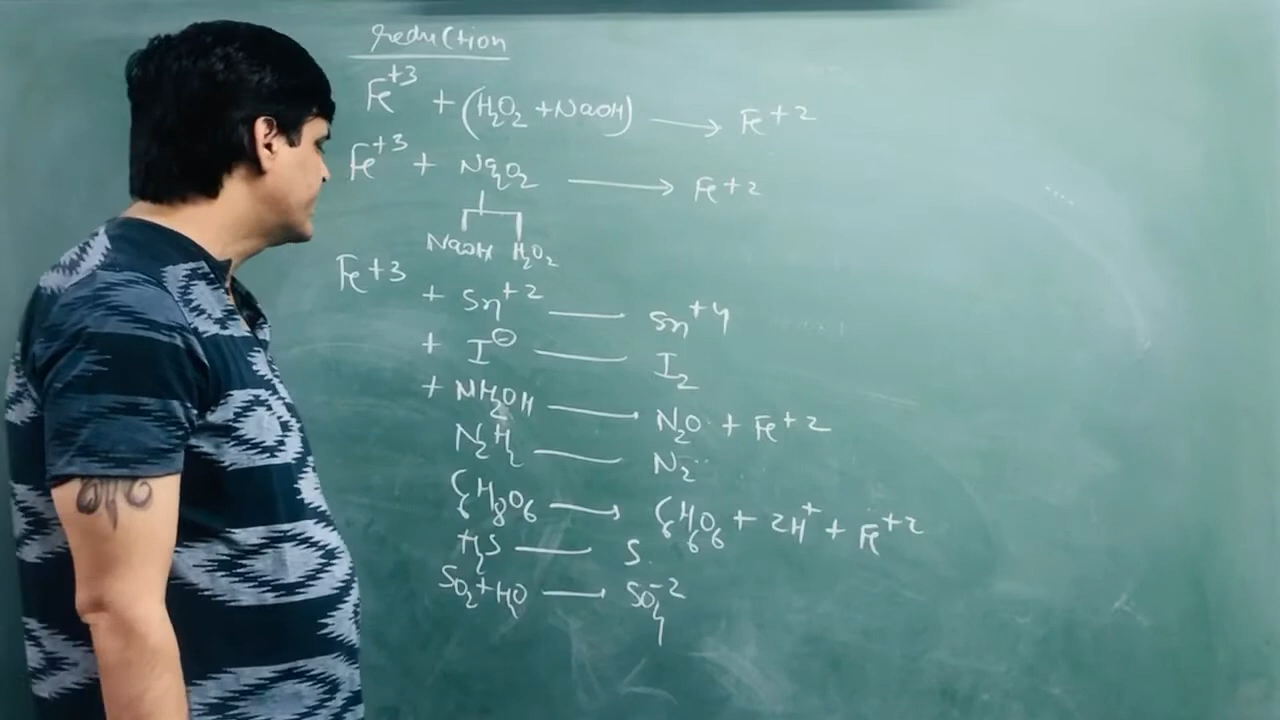 reduction
Fe+3 + (H2O2 + NaOH) → Fe+2
Fe+3 + Na2O2 → Fe+2
NaOH H2O2
Fe+3
+ Sn+2 — Sn+4
+ I⊖ — I2
+ NH2OH — N2O + Fe+2
N2H4 — N2
C6H8O6 → C6H6O6 + 2H+ + Fe+2
H2S — S
SO2 + H2O → SO4-2